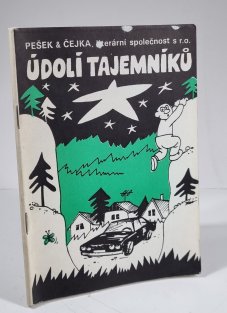 PEŠEK & ČEJKA, literární společnost s r.o.
ÚDOLÍ TAJEMNÍKŮ